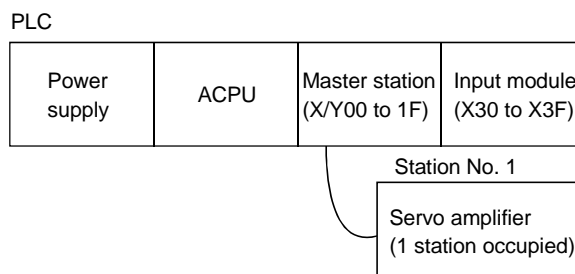 PLC
Power
supply
ACPU
Master station
(X/Y00 to 1F)
Input module
(X30 to X3F)
Station No. 1
Servo amplifier
(1 station occupied)